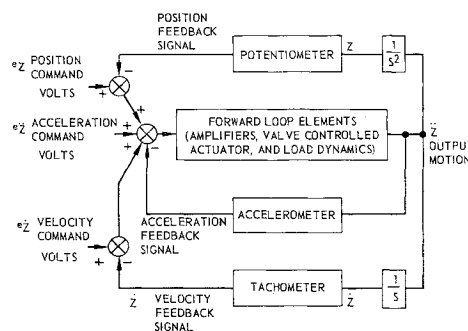 POSITION
FEEDBACK
SIGNAL
POTENTIOMETER
Z
1
S²
eZ POSITION
COMMAND
VOLTS
−
+
+
eZ̈ ACCELERATION
COMMAND
VOLTS
+
+
−
FORWARD LOOP ELEMENTS
(AMPLIFIERS, VALVE CONTROLLED
ACTUATOR, AND LOAD DYNAMICS)
Z̈
OUTPUT
MOTION
ACCELEROMETER
ACCELERATION
FEEDBACK
SIGNAL
eŻ VELOCITY
COMMAND
VOLTS
+
−
TACHOMETER
Ż
1
S
Ż VELOCITY
FEEDBACK
SIGNAL